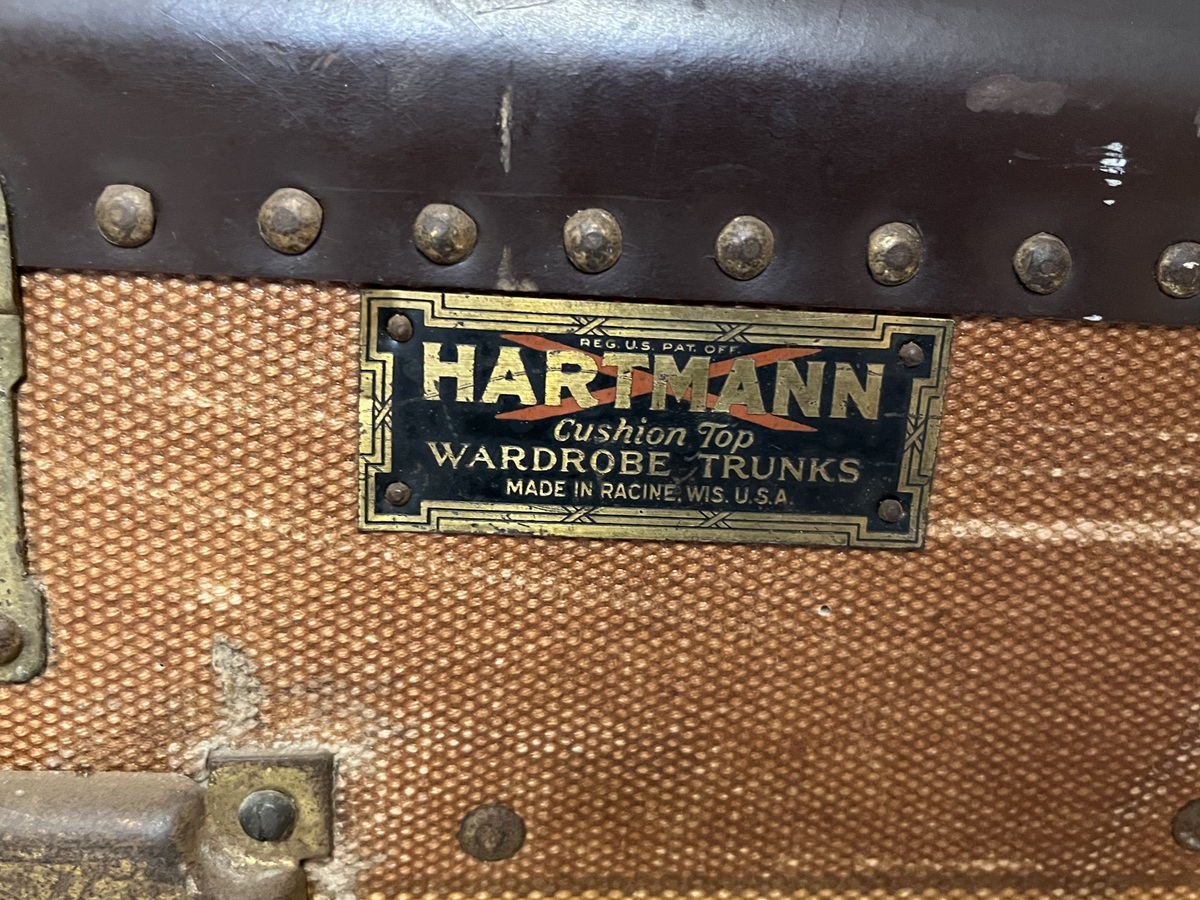 REG. U.S. PAT. OFF.
HARTMANN
Cushion Top
WARDROBE TRUNKS
MADE IN RACINE, WIS. U.S.A.